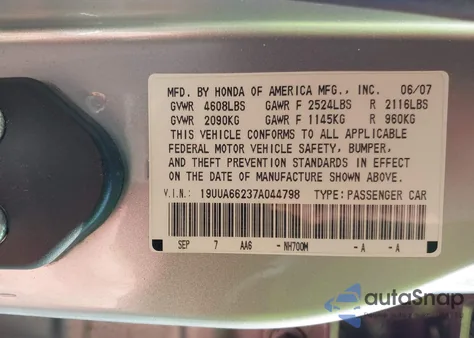 MFD. BY HONDA OF AMERICA MFG., INC. 06/07
GVWR 4608LBS GAWR F 2524LBS R 2116LBS
GVWR 2090KG GAWR F 1145KG R 960KG
THIS VEHICLE CONFORMS TO ALL APPLICABLE
FEDERAL MOTOR VEHICLE SAFETY, BUMPER,
AND THEFT PREVENTION STANDARDS IN EFFECT
ON THE DATE OF MANUFACTURE SHOWN ABOVE.
V.I.N.: 19UUA66237A044798 TYPE: PASSENGER CAR
SEP 7 AA6 -NH700M -A -A
autoSnap